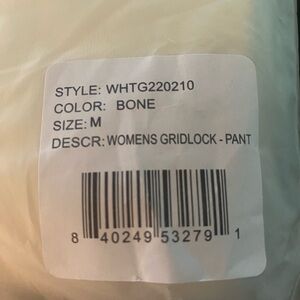 STYLE: WHTG220210
COLOR: BONE
SIZE: M
DESCR: WOMENS GRIDLOCK - PANT
8 40249 53279 1